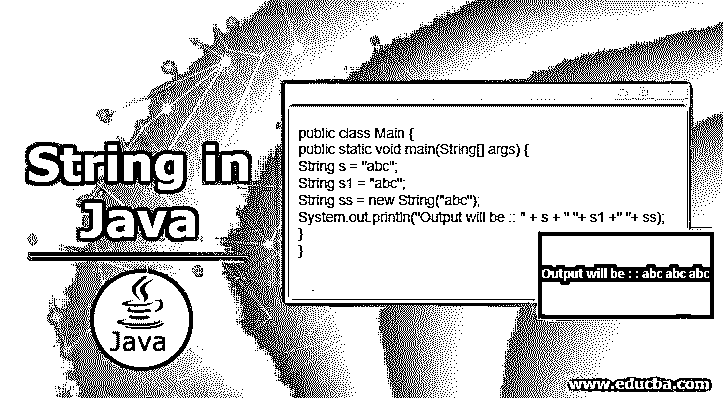 String in
Java
Java
public class Main {
public static void main(String[] args) {
String s = "abc";
String s1 = "abc";
String ss = new String("abc");
System.out.println("Output will be :: " + s + " "+ s1 +" "+ ss);
}
}
Output will be : : abc abc abc
www.educba.com